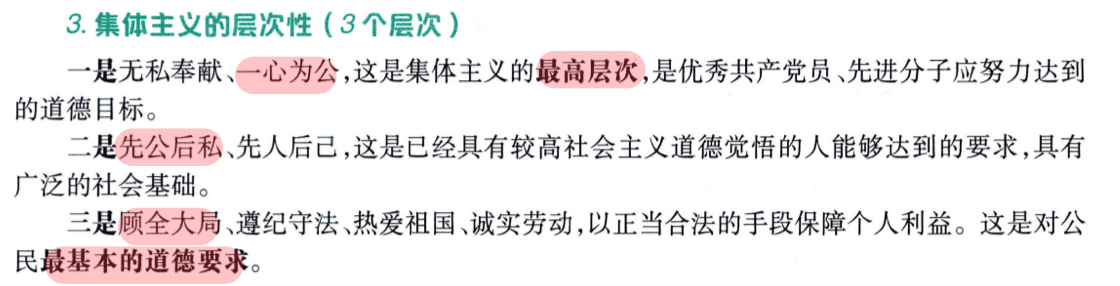 3. 集体主义的层次性（3个层次）
一是无私奉献、一心为公，这是集体主义的最高层次，是优秀共产党员、先进分子应努力达到
的道德目标。
二是先公后私、先人后己，这是已经具有较高社会主义道德觉悟的人能够达到的要求，具有
广泛的社会基础。
三是顾全大局、遵纪守法、热爱祖国、诚实劳动，以正当合法的手段保障个人利益。这是对公
民最基本的道德要求。